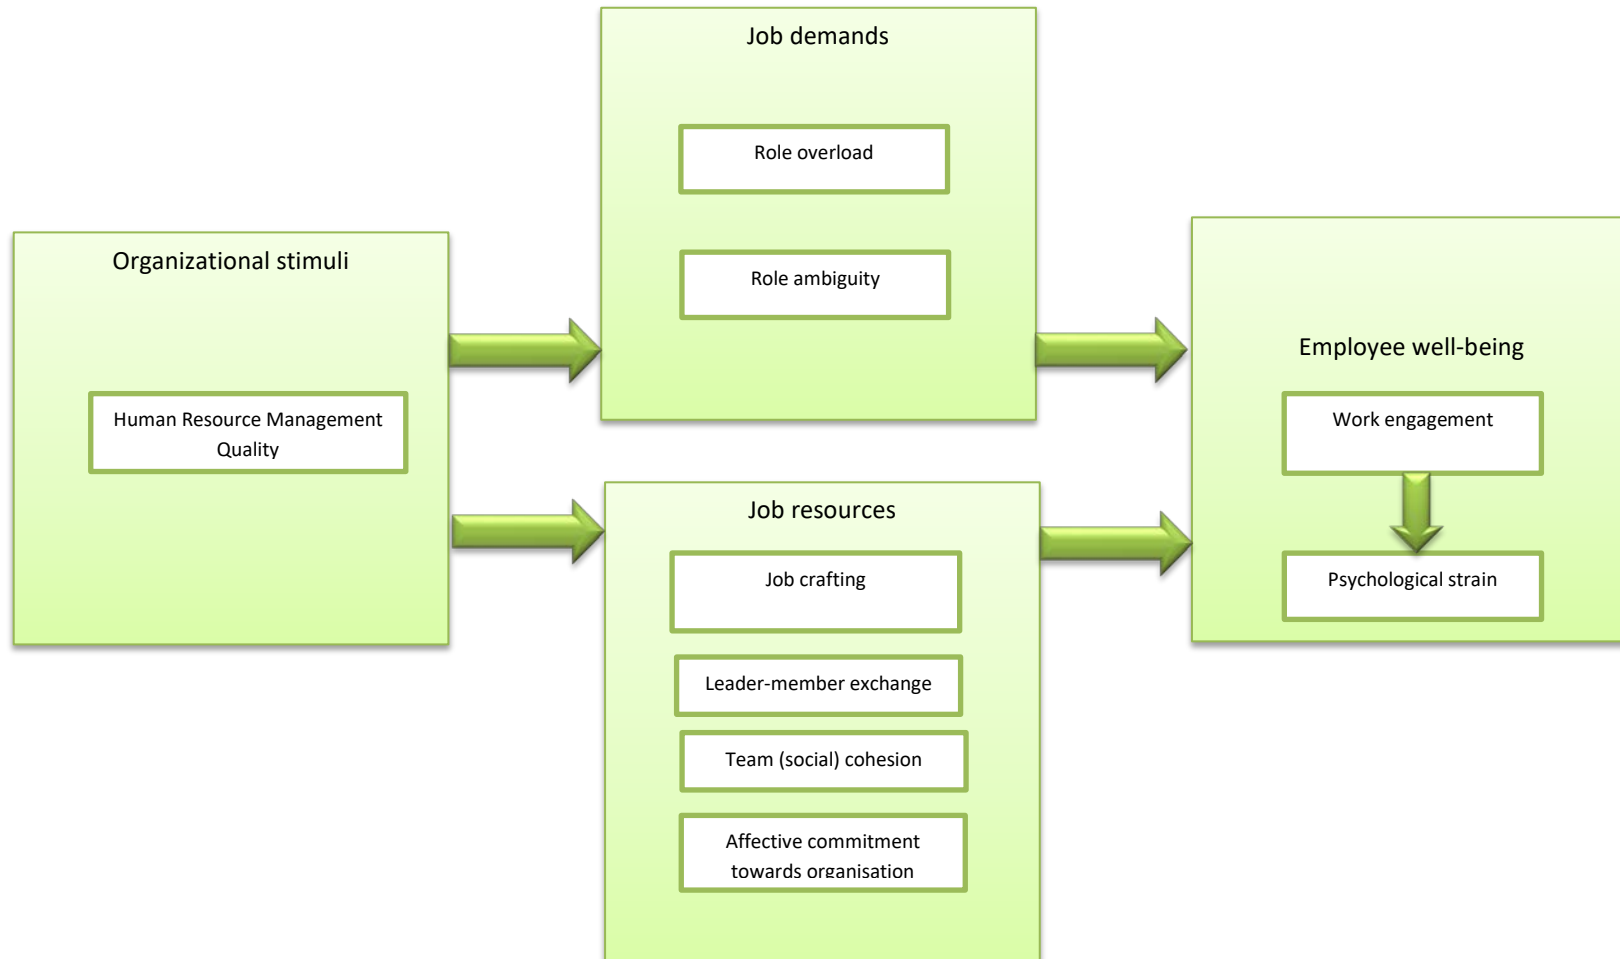 Organizational stimuli
Human Resource Management
Quality
Job demands
Role overload
Role ambiguity
Job resources
Job crafting
Leader-member exchange
Team (social) cohesion
Affective commitment
towards organisation
Employee well-being
Work engagement
Psychological strain